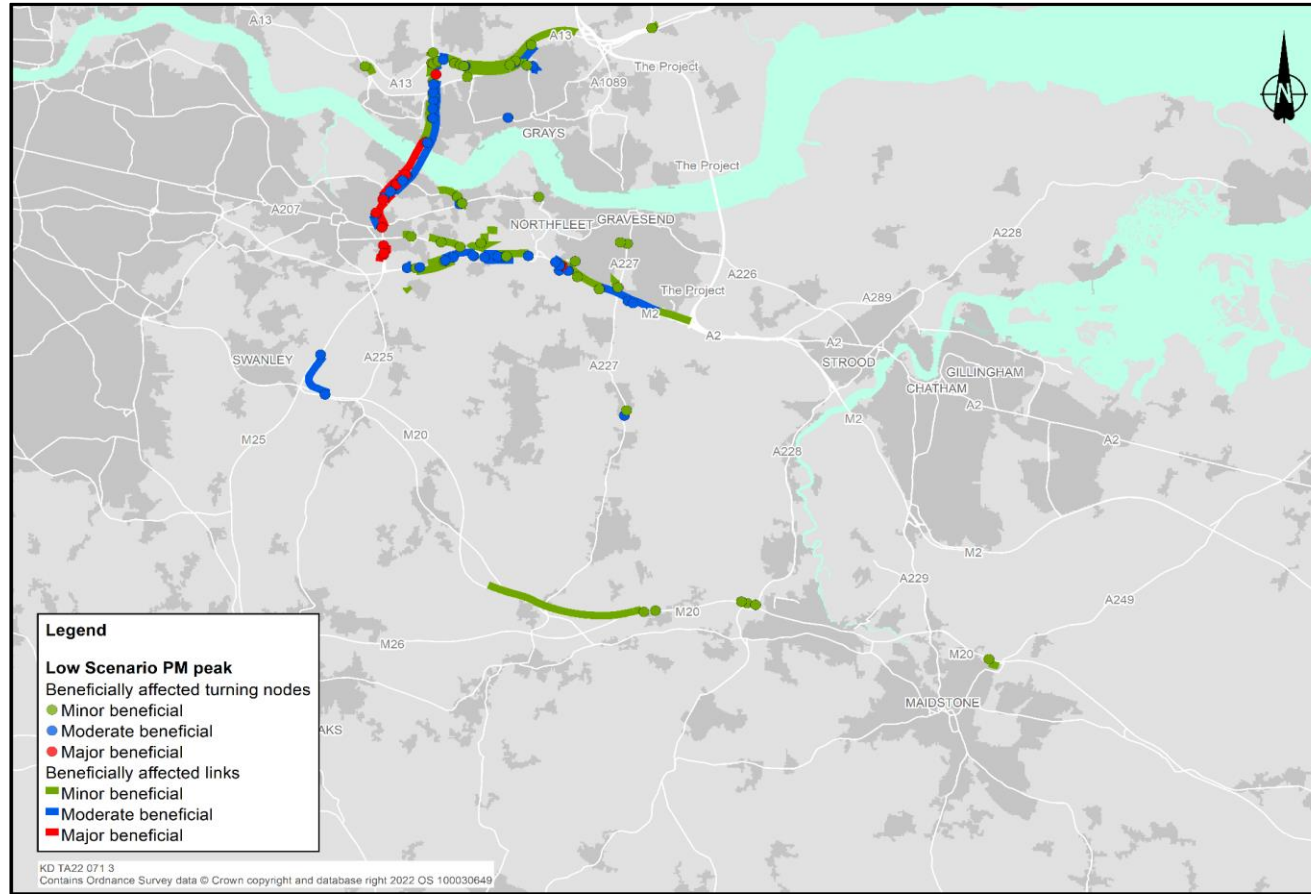 A13
A13
The Project
A13
A1089
N
GRAYS
The Project
A207
NORTHFLEET
GRAVESEND
A228
A227
A226
The Project
A289
M2
A2
A2
SWANLEY
A225
STROOD
A227
GILLINGHAM
CHATHAM
A2
M2
A2
M25
M20
A228
M2
A229
M20
A249
Legend
M26
M20
Low Scenario PM peak
Beneficially affected turning nodes
Minor beneficial
MAIDSTONE
Moderate beneficial
AKS
Major beneficial
Beneficially affected links
Minor beneficial
Moderate beneficial
Major beneficial
KD TA22 071 3
Contains Ordnance Survey data © Crown copyright and database right 2022 OS 100030649